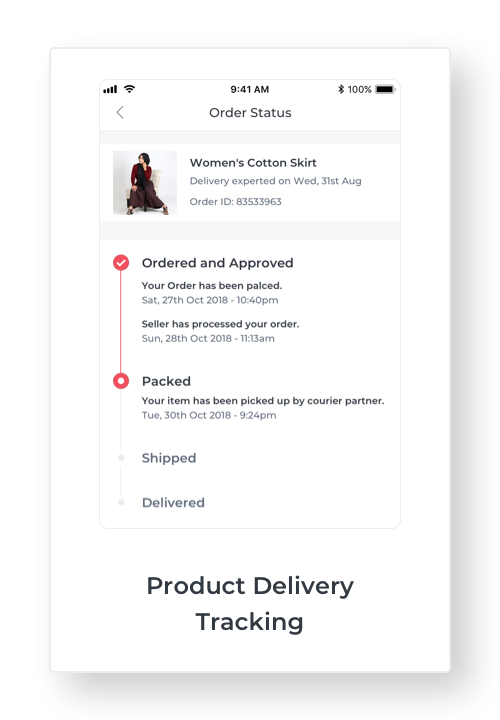 9:41 AM 100%
Order Status
Women's Cotton Skirt
Delivery experted on Wed, 31st Aug
Order ID: 83533963
Ordered and Approved
Your Order has been palced.
Sat, 27th Oct 2018 - 10:40pm
Seller has processed your order.
Sun, 28th Oct 2018 - 11:13am
Packed
Your item has been picked up by courier partner.
Tue, 30th Oct 2018 - 9:24pm
Shipped
Delivered
Product Delivery
Tracking